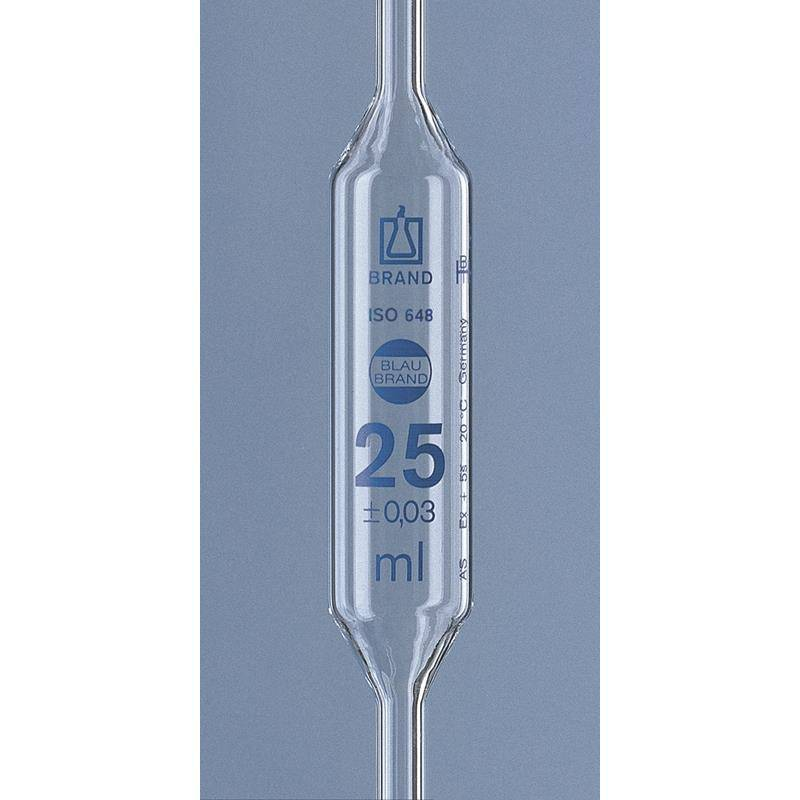 BRAND
ISO 648
BLAU
BRAND
25
±0,03
ml
AS Ex + 5s 20°C Germany